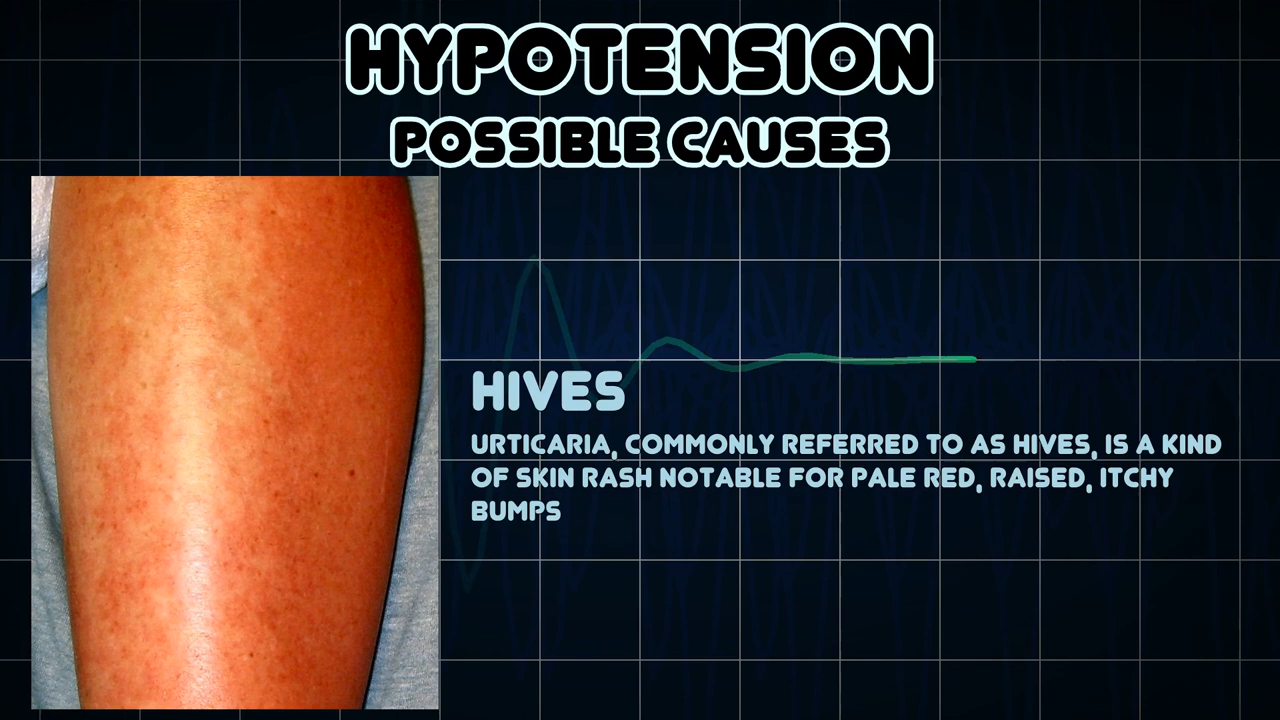 HYPOTENSION
POSSIBLE CAUSES
HIVES
URTICARIA, COMMONLY REFERRED TO AS HIVES, IS A KIND
OF SKIN RASH NOTABLE FOR PALE RED, RAISED, ITCHY
BUMPS